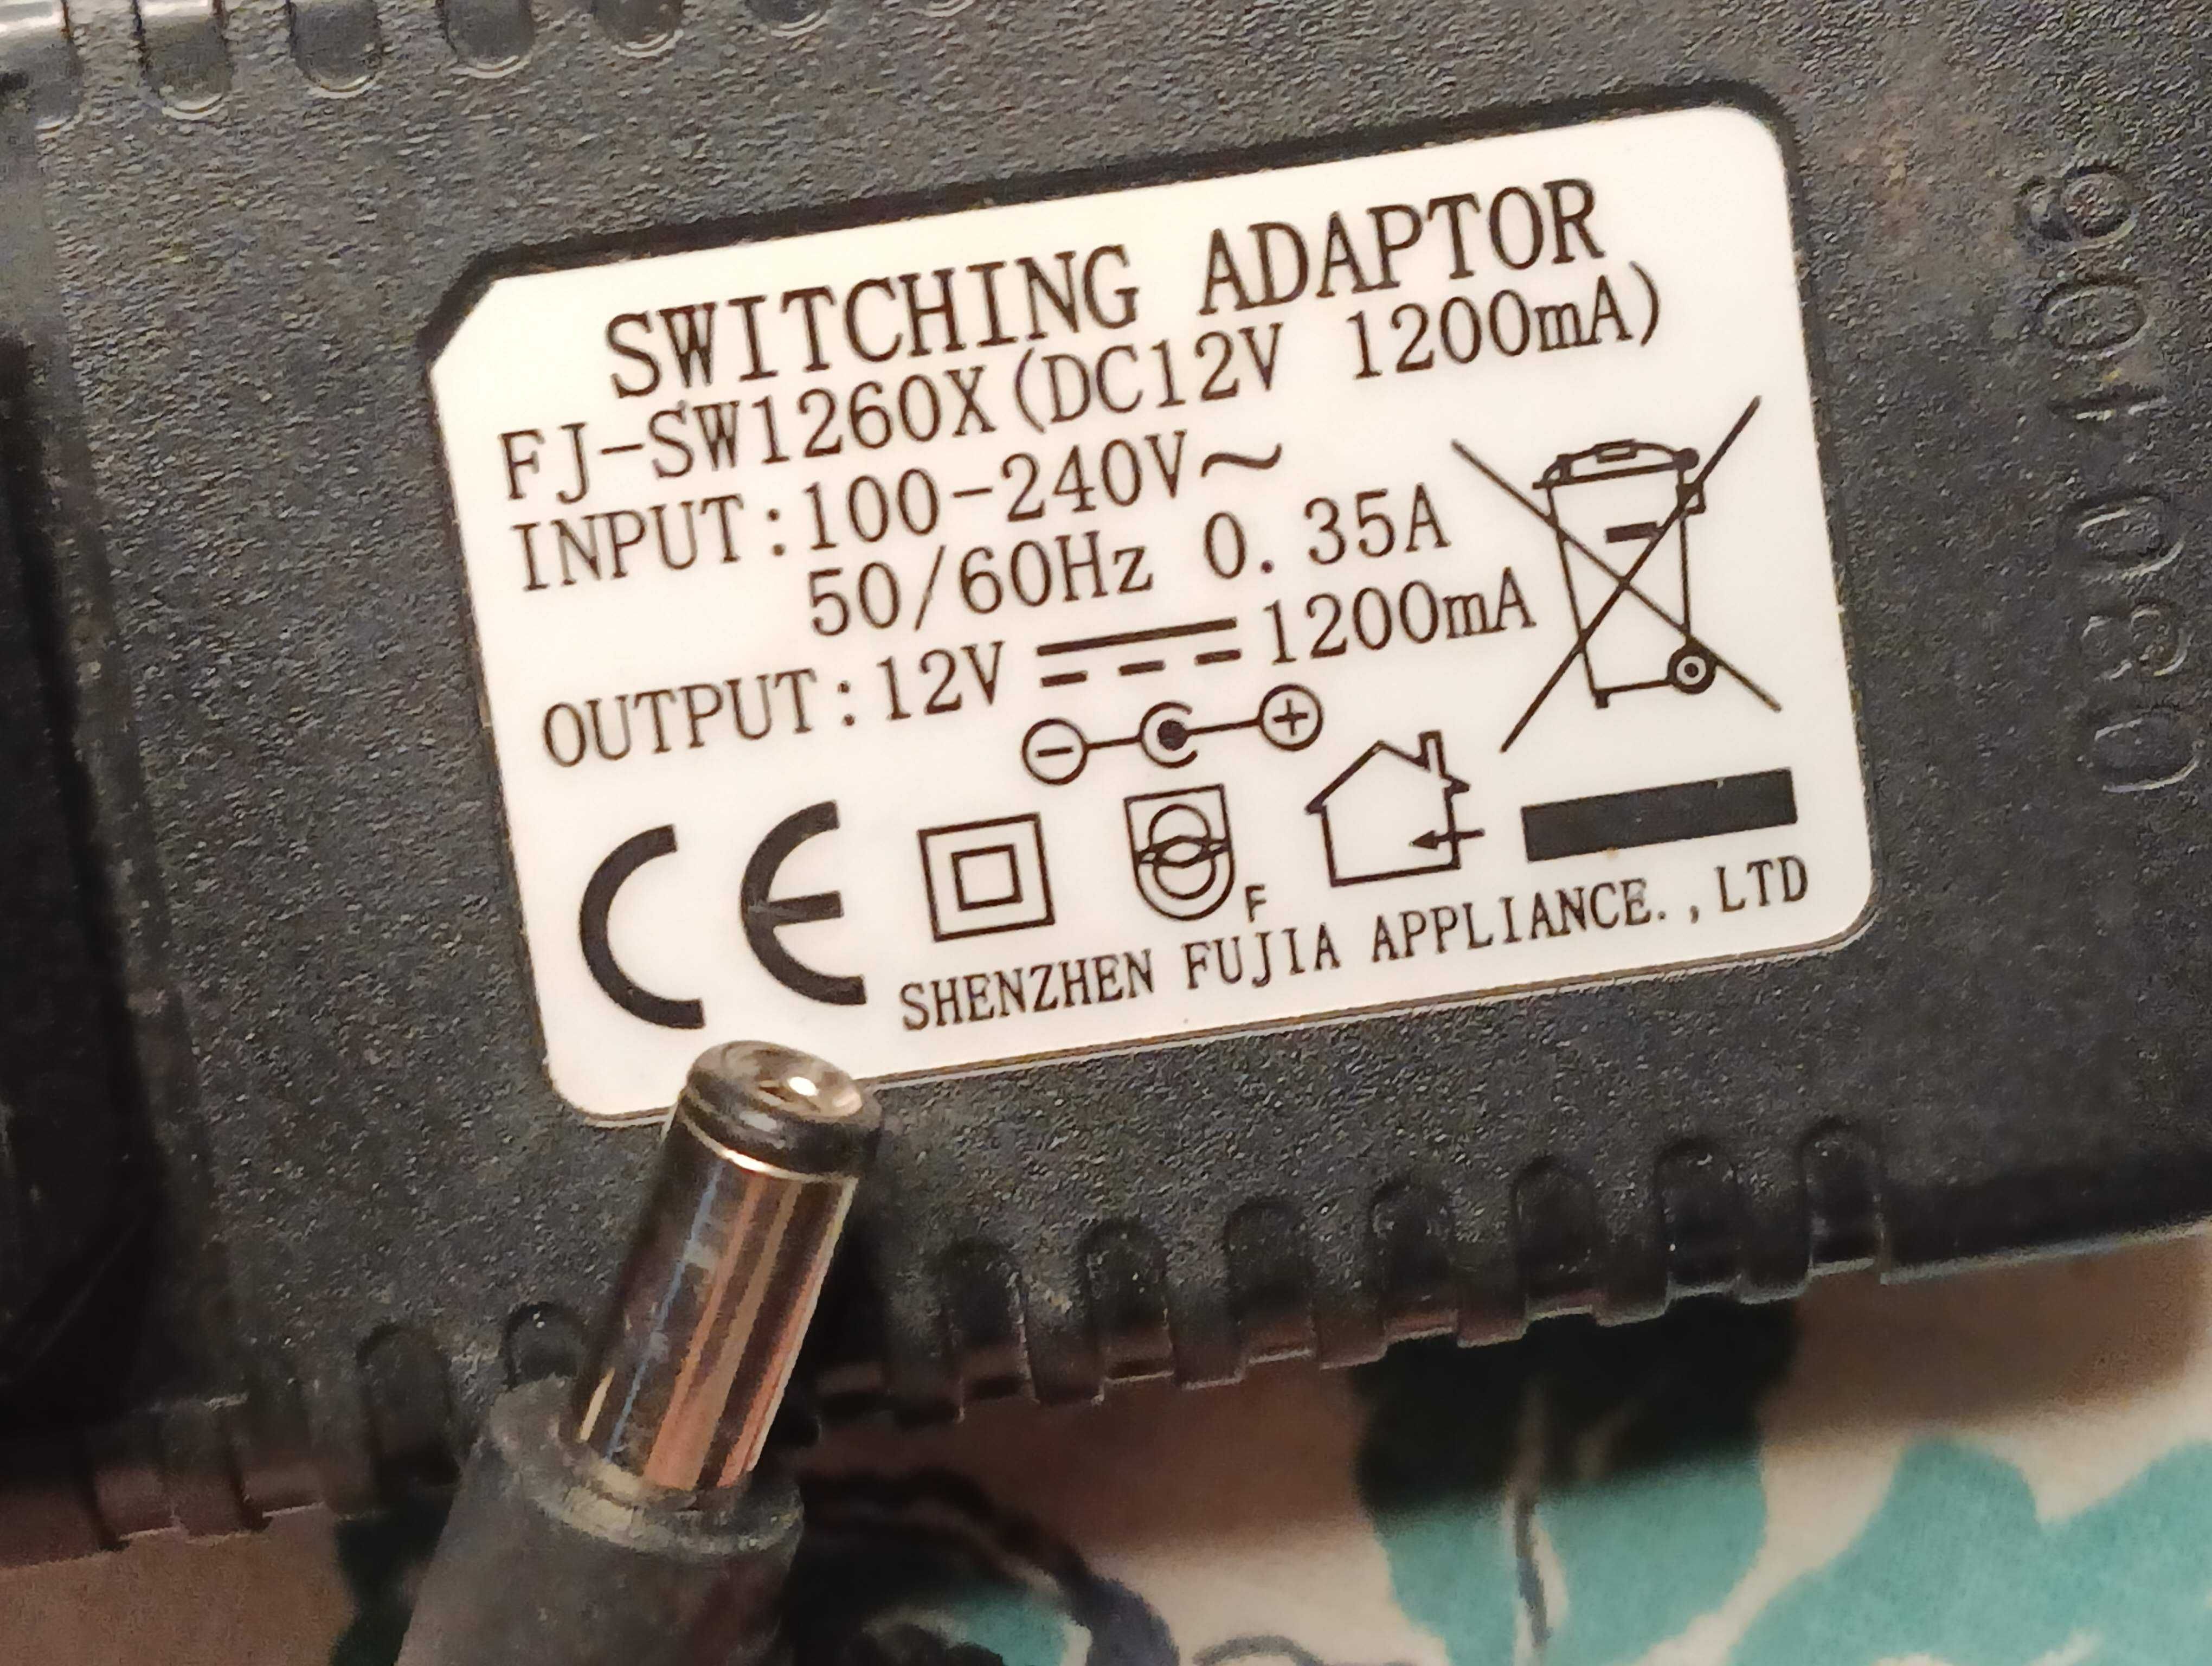 SWITCHING ADAPTOR
FJ-SW1260X(DC12V 1200mA)
INPUT:100-240V~
50/60Hz 0.35A
OUTPUT:12V 1200mA
CE
F
SHENZHEN FUJIA APPLIANCE.,LTD